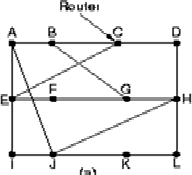 Router
A B C D
E F G H
I J K L
(a)